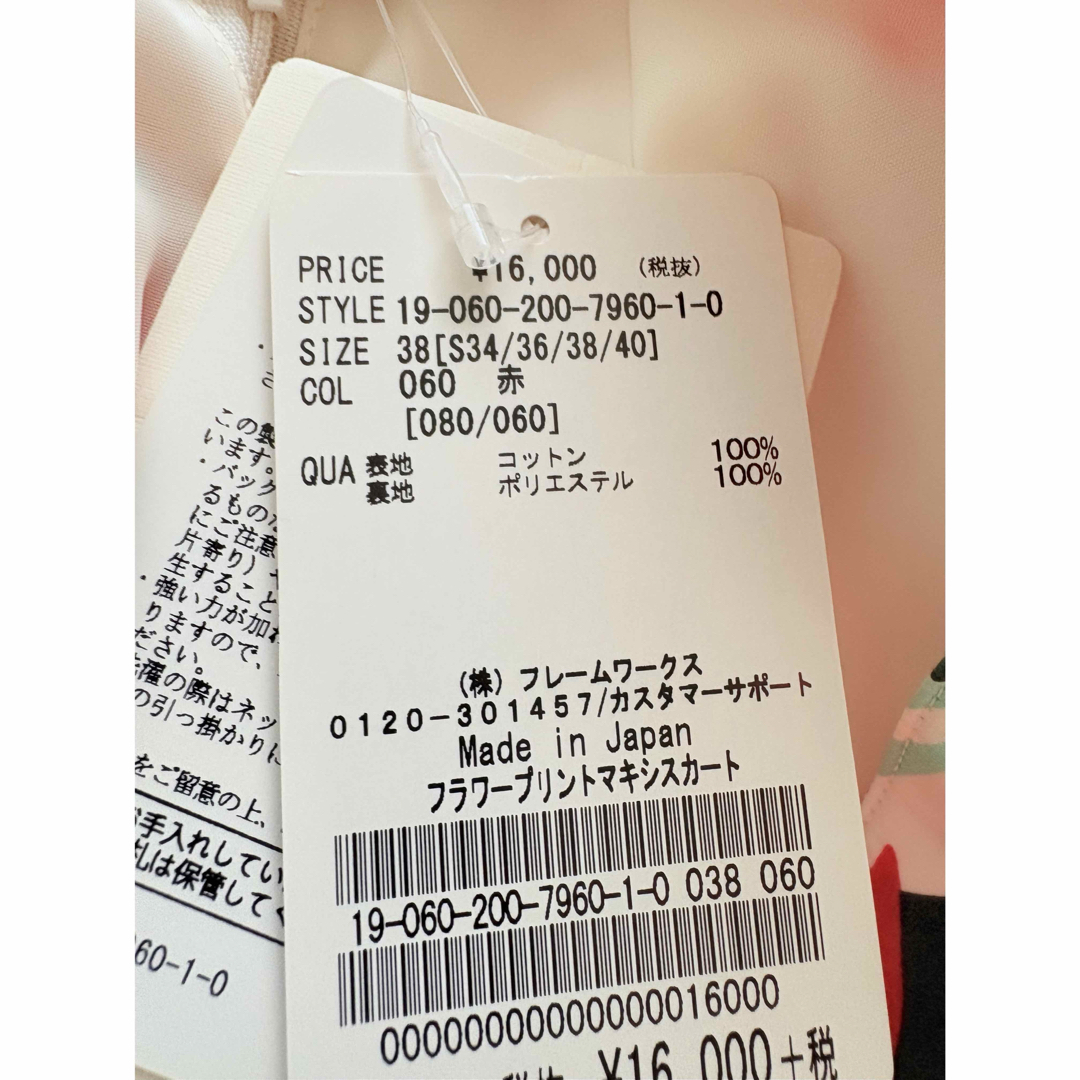 PRICE ¥16,000 (税抜)
STYLE 19-060-200-7960-1-0
SIZE 38[S34/36/38/40]
COL 060 赤
[080/060]
QUA 表地 コットン 100%
裏地 ポリエステル 100%
(株) フレームワークス
0120-301457/カスタマーサポート
Made in Japan
フラワープリントマキシスカート
19-060-200-7960-1-0 038 060
00000000000000016000
税抜 ¥16,000+税
この製
います。
・バック
るもの
にご注意
片寄り)
生すること
・強い力が加
りますので、
ださい。
洗濯の際はネッ
の引っ掛かりに
をご留意の上、
お手入れしてい
札は保管してく
060-1-0